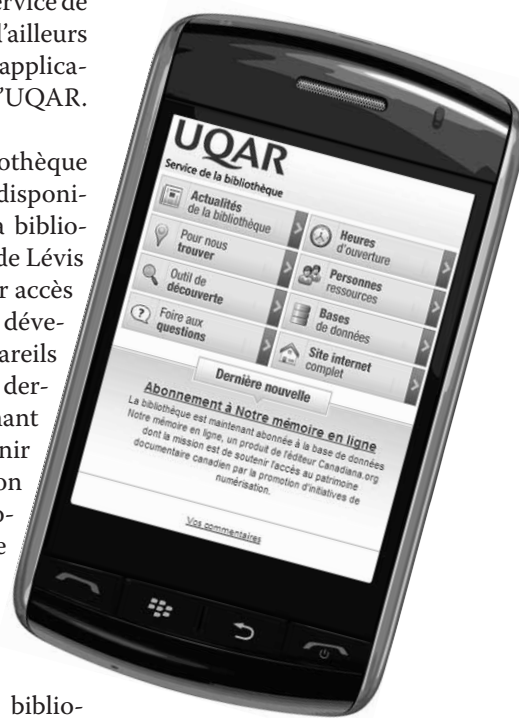 ervice de
'ailleurs
applica-
'UQAR.
othèque
disponi-
a biblio-
de Lévis
r accès
déve-
areils
der-
nant
nir
on
o-
e
biblio-
UQAR
Service de la bibliothèque
Actualités
de la bibliothèque
Heures
d'ouverture
Pour nous
trouver
Personnes
ressources
Outil de
découverte
Bases
de données
Foire aux
questions
Site internet
complet
Dernière nouvelle
Abonnement à Notre mémoire en ligne
La bibliothèque est maintenant abonnée à la base de données
Notre mémoire en ligne, un produit de l'éditeur Canadiana.org
dont la mission est de soutenir l'accès au patrimoine
documentaire canadien par la promotion d'initiatives de
numérisation.
Vos commentaires